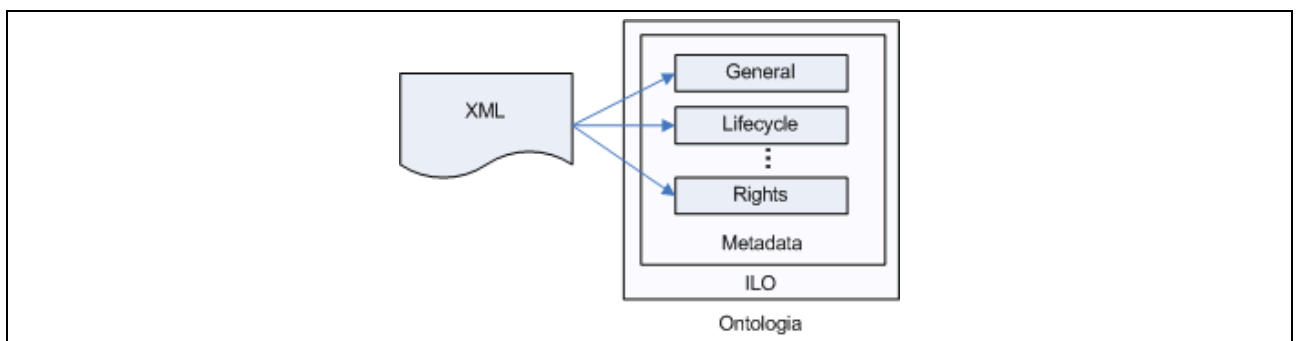 XML
General
Lifecycle
Rights
Metadata
ILO
Ontologia